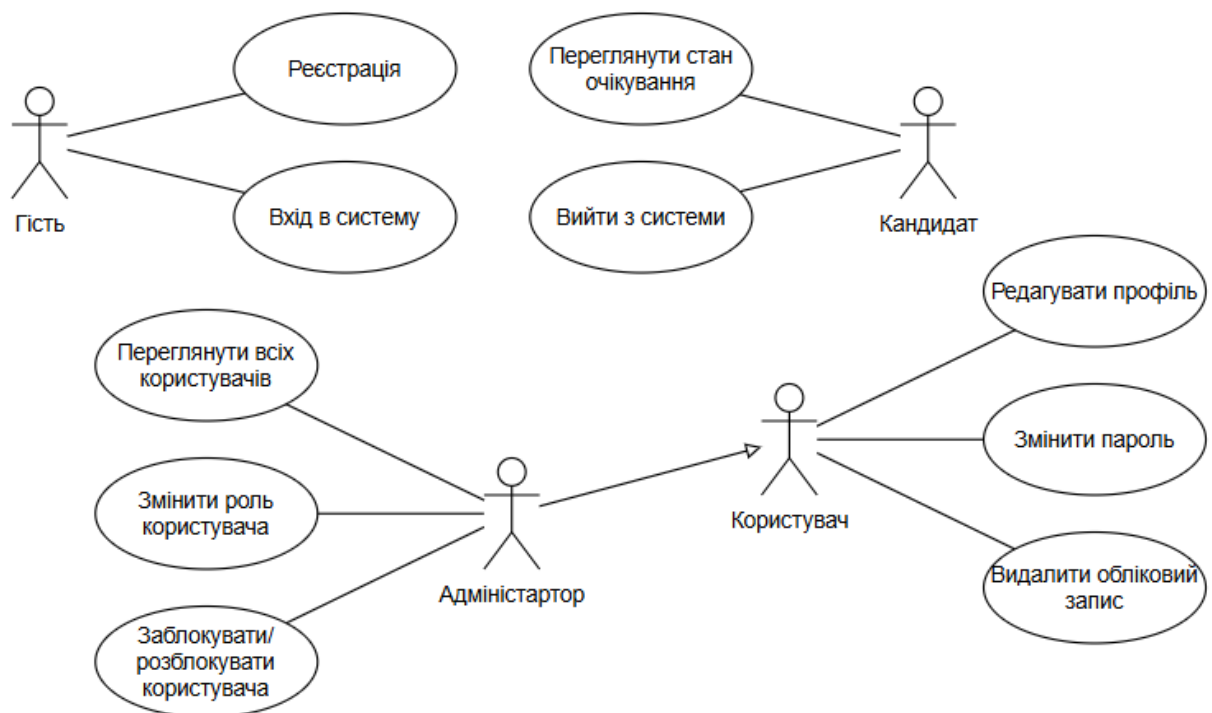 Реєстрація
Вхід в систему
Гість
Переглянути стан
очікування
Вийти з системи
Кандидат
Переглянути всіх
користувачів
Змінити роль
користувача
Заблокувати/
розблокувати
користувача
Адміністартор
Користувач
Редагувати профіль
Змінити пароль
Видалити обліковий
запис